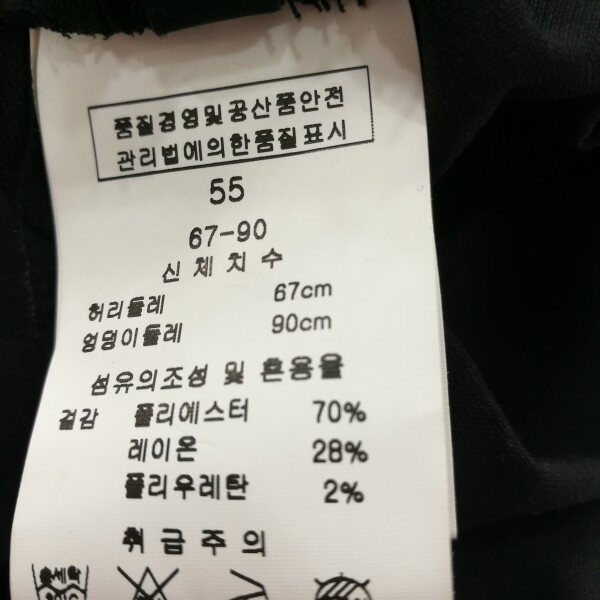 품질경영및공산품안전
관리법에의한품질표시
55
67-90
신체치수
허리둘레 67cm
엉덩이둘레 90cm
섬유의조성 및 혼용율
겉감 폴리에스터 70%
레이온 28%
폴리우레탄 2%
취급주의